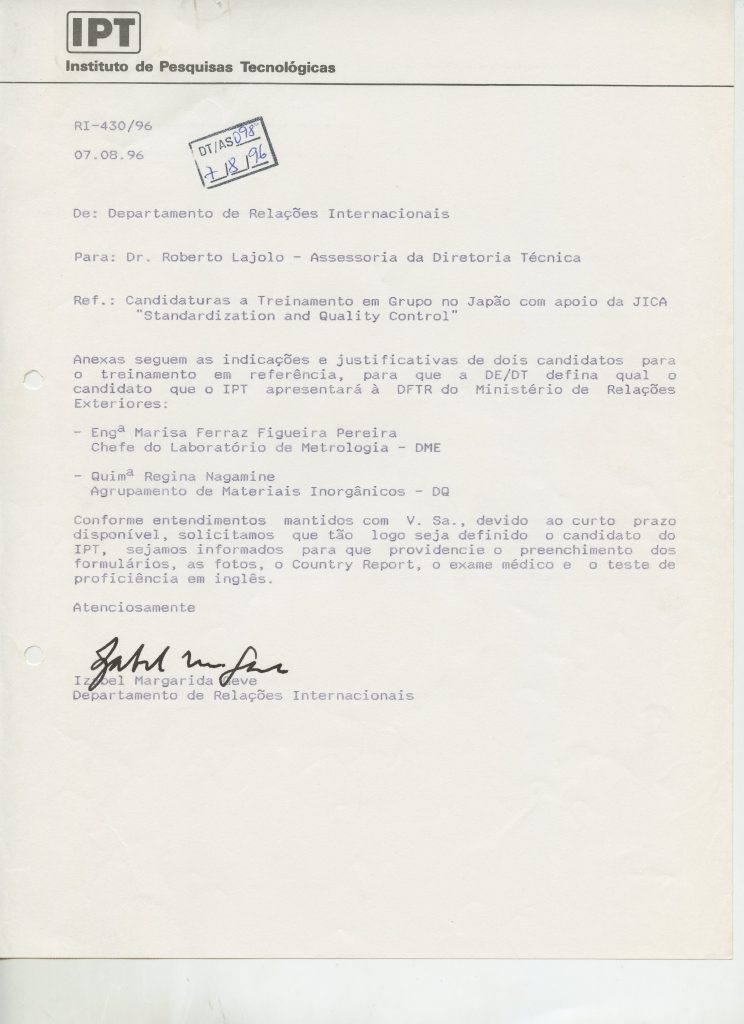 IPT
Instituto de Pesquisas Tecnológicas
RI-430/96
07.08.96
DT/AS 098
7/8/96
De: Departamento de Relações Internacionais
Para: Dr. Roberto Lajolo - Assessoria da Diretoria Técnica
Ref.: Candidaturas a Treinamento em Grupo no Japão com apoio da JICA
"Standardization and Quality Control"
Anexas seguem as indicações e justificativas de dois candidatos para
o treinamento em referência, para que a DE/DT defina qual o
candidato que o IPT apresentará à DFTR do Ministério de Relações
Exteriores:
- Engª Marisa Ferraz Figueira Pereira
Chefe do Laboratório de Metrologia - DME
- Quimª Regina Nagamine
Agrupamento de Materiais Inorgânicos - DQ
Conforme entendimentos mantidos com V. Sa., devido ao curto prazo
disponível, solicitamos que tão logo seja definido o candidato do
IPT, sejamos informados para que providencie o preenchimento dos
formulários, as fotos, o Country Report, o exame médico e o teste de
proficiência em inglês.
Atenciosamente
Izabel Margarida
Departamento de Relações Internacionais